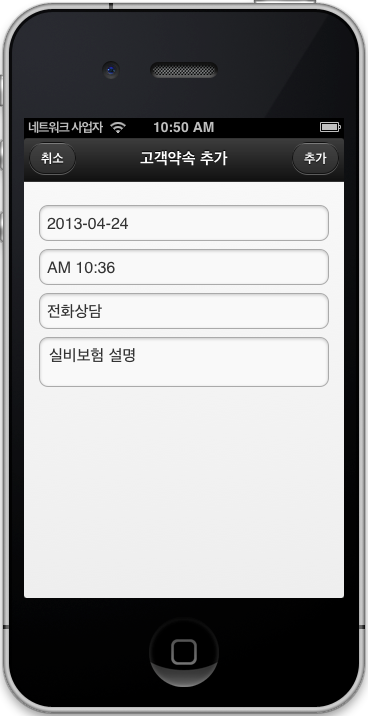 네트워크 사업자 10:50 AM
취소 고객약속 추가 추가
2013-04-24
AM 10:36
전화상담
실비보험 설명